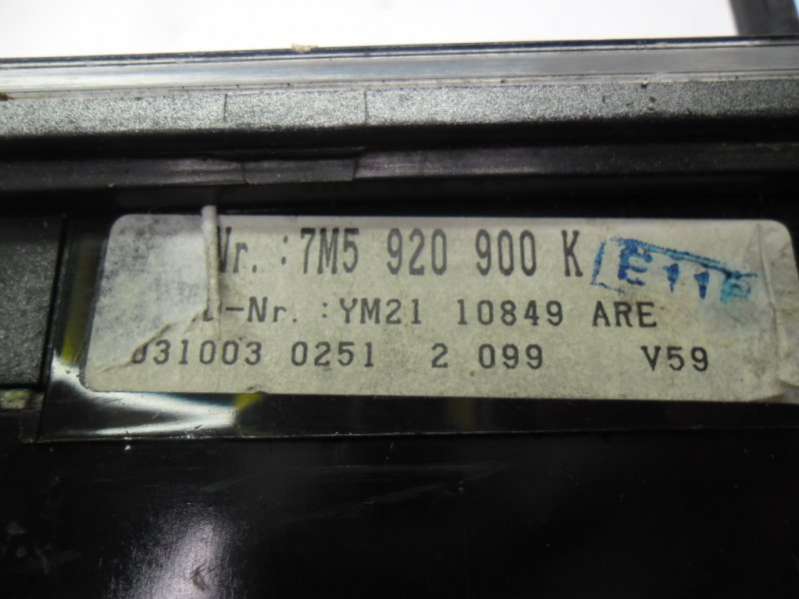 Nr. : 7M5 920 900 K
D-Nr. : YM21 10849 ARE
031003 0251 2 099 V59